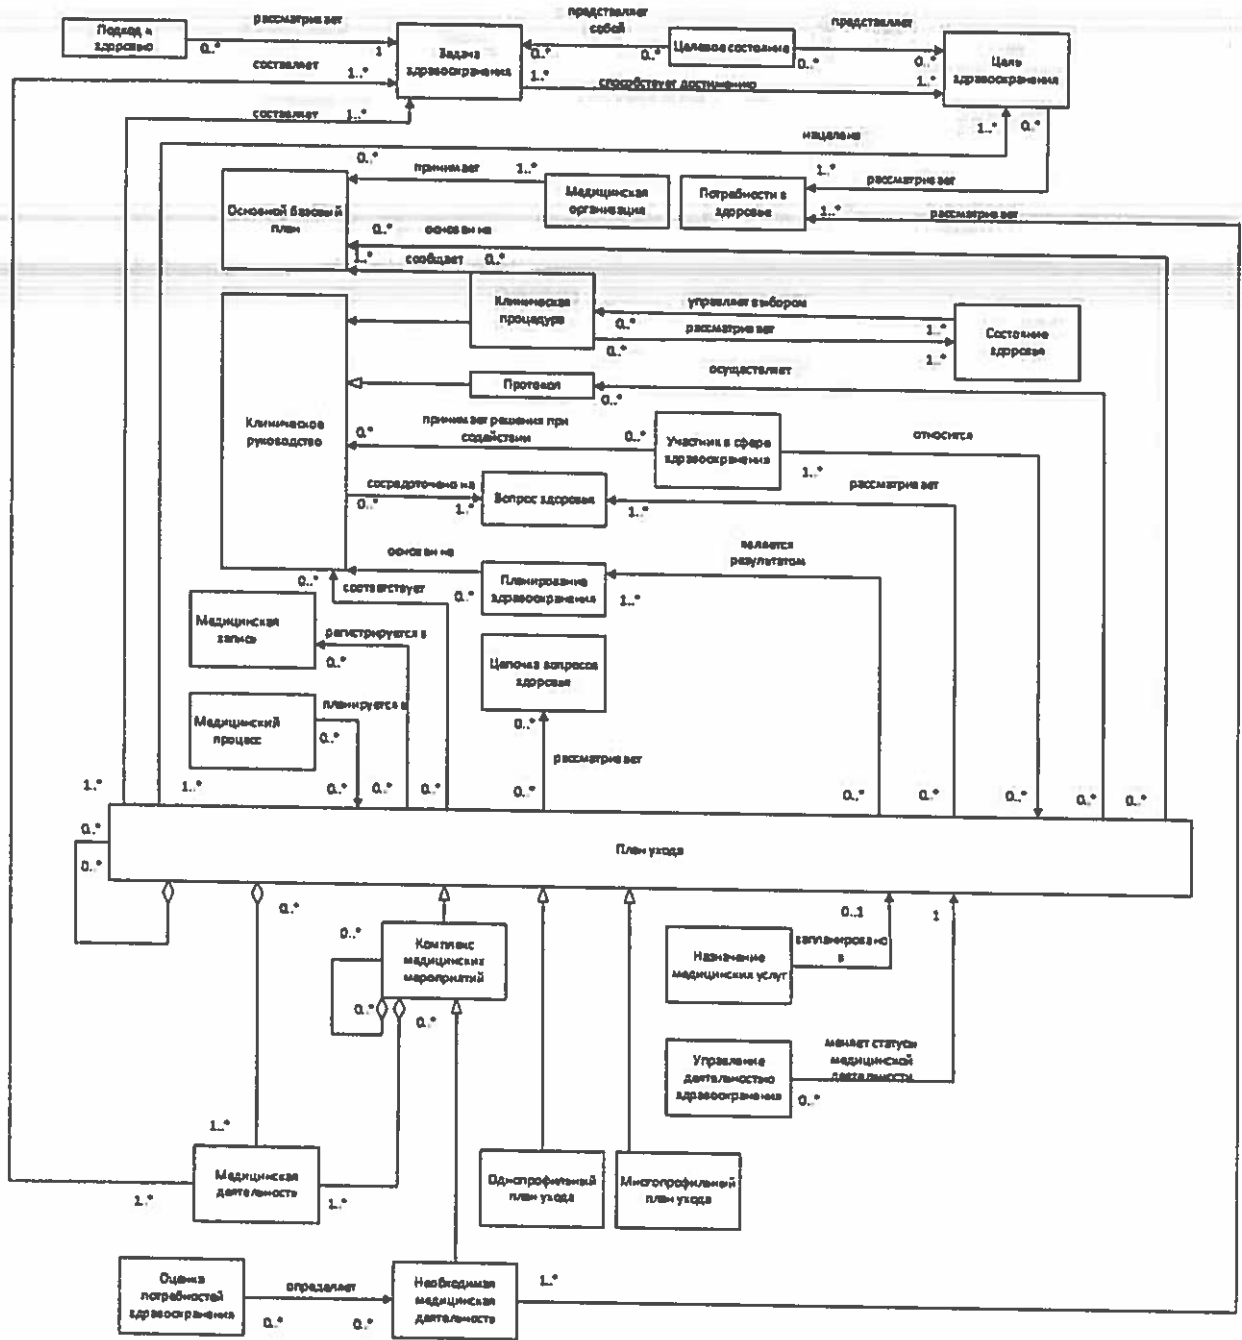 Подход к
здоровью
рассматривает
0..*
1
Задача
здравоохранения
представляет
собой
0..*
0..*
Целевое состояние
представляет
0..*
0..*
Цель
здравоохранения
составляет
1..*
1..*
способствует достижению
1..*
составляет
1..*
нацелена
1..*
0..*
0..*
принимает
1..*
Медицинская
организация
Потребности в
здоровье
1..*
рассматривает
1..*
рассматривает
Основной базовый
план
0..*
основан на
1..*
сообщает
0..*
Клиническая
процедура
управляет выбором
0..*
1..*
рассматривает
0..*
1..*
Состояние
здоровья
Протокол
0..*
осуществляет
Клиническое
руководство
0..*
принимает решения при
содействии
0..*
Участник в сфере
здравоохранения
1..*
относится
сосредоточено на
0..*
1..*
Вопрос здоровья
1..*
рассматривает
основан на
0..*
Планирование
здравоохранения
1..*
является
результатом
0..*
соответствует
Медицинская
запись
регистрируется в
0..*
Цепочка вопросов
здоровья
0..*
Медицинский
процесс
планируется в
0..*
рассматривает
1..*
1..*
0..*
0..*
0..*
0..*
0..*
0..*
0..*
0..*
0..*
План ухода
0..*
0..*
0..*
0..1
1
0..*
Комплекс
медицинских
мероприятий
0..*
0..*
Назначение
медицинских услуг
запланировано
в
Управление
деятельностью
здравоохранения
0..*
меняет статусы
медицинской
деятельности
1..*
Медицинская
деятельность
1..*
1..*
Однопрофильный
план ухода
Многопрофильный
план ухода
Оценка
потребностей
здравоохранения
определяет
0..*
0..*
Необходимая
медицинская
деятельность
1..*